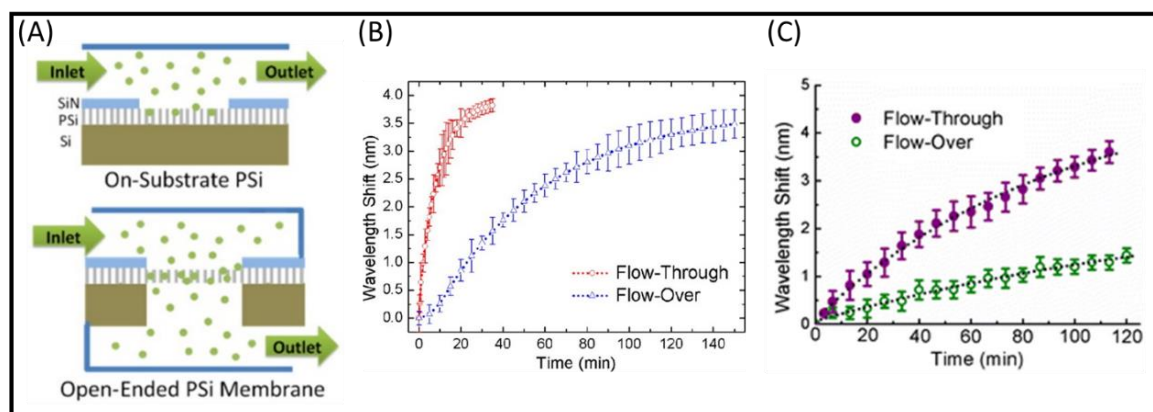 (A)
Inlet
Outlet
SiN
PSi
Si
On-Substrate PSi
Inlet
Outlet
Open-Ended PSi Membrane
(B)
Wavelength Shift (nm)
4.0
3.5
3.0
2.5
2.0
1.5
1.0
0.5
0.0
Flow-Through
Flow-Over
0 20 40 60 80 100 120 140
Time (min)
(C)
Wavelength Shift (nm)
5
4
3
2
1
0
Flow-Through
Flow-Over
0 20 40 60 80 100 120
Time (min)